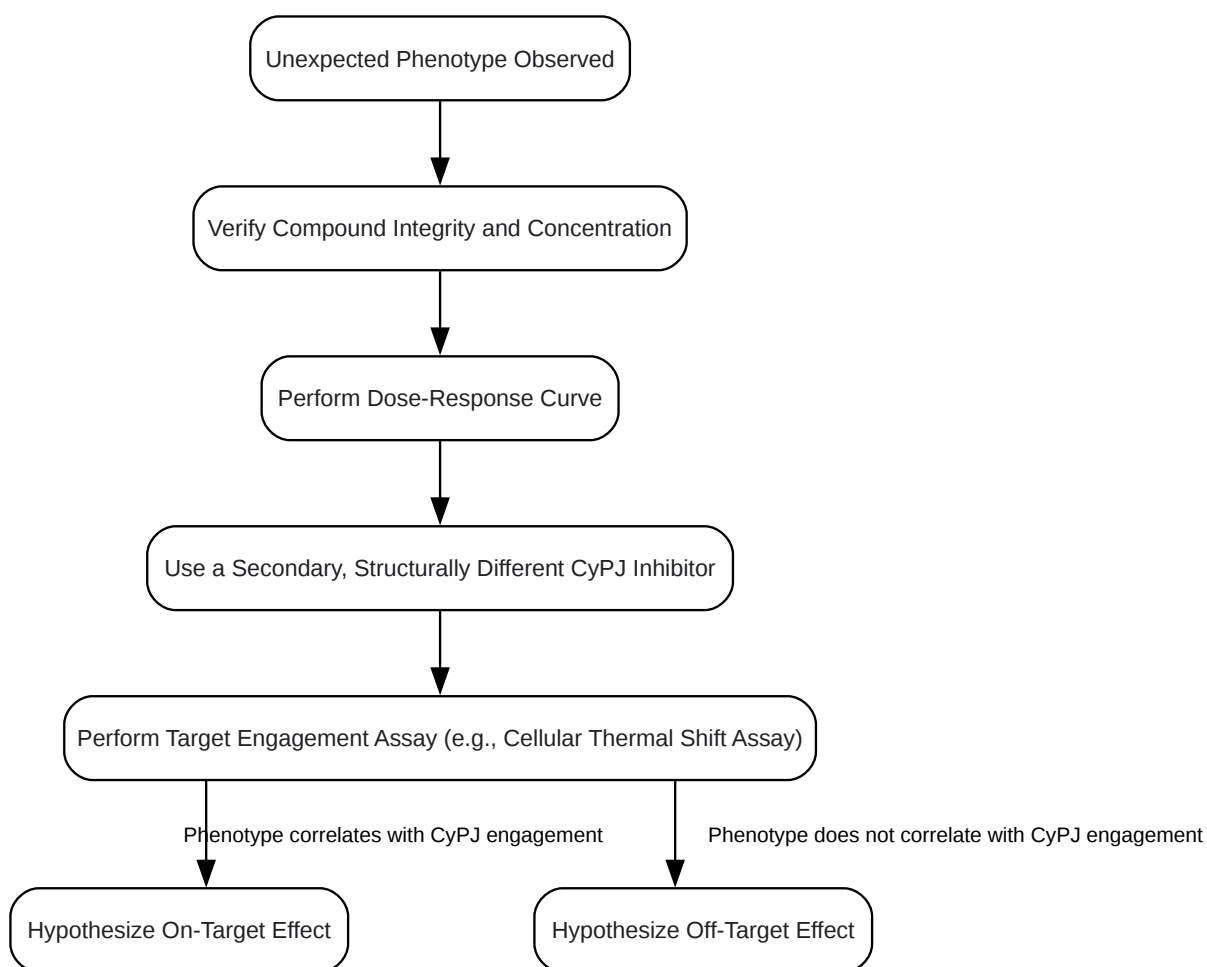 Unexpected Phenotype Observed
Verify Compound Integrity and Concentration
Perform Dose-Response Curve
Use a Secondary, Structurally Different CyPJ Inhibitor
Perform Target Engagement Assay (e.g., Cellular Thermal Shift Assay)
Phenotype correlates with CyPJ engagement
Phenotype does not correlate with CyPJ engagement
Hypothesize On-Target Effect
Hypothesize Off-Target Effect